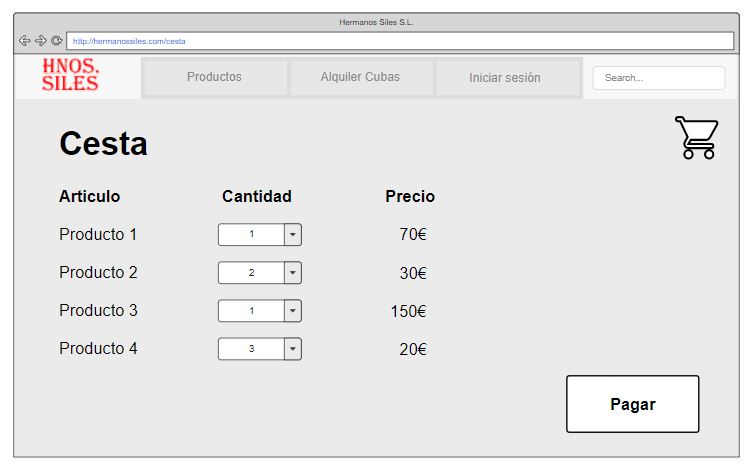 Hermanos Siles S.L.
http://hermanossiles.com/cesta
HNOS.
SILES
Productos
Alquiler Cubas
Iniciar sesión
Search...
Cesta
Articulo Cantidad Precio
Producto 1 1 70€
Producto 2 2 30€
Producto 3 1 150€
Producto 4 3 20€
Pagar